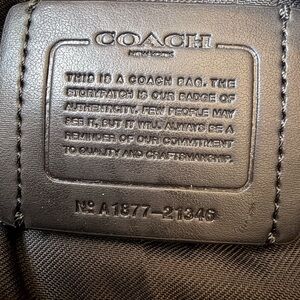 COACH
NEW YORK
THIS IS A COACH BAG. THE
STORYPATCH IS OUR BADGE OF
AUTHENTICITY. FEW PEOPLE MAY
SEE IT, BUT IT WILL ALWAYS BE A
REMINDER OF OUR COMMITMENT
TO QUALITY AND CRAFTSMANSHIP.
Nº A1877-21346